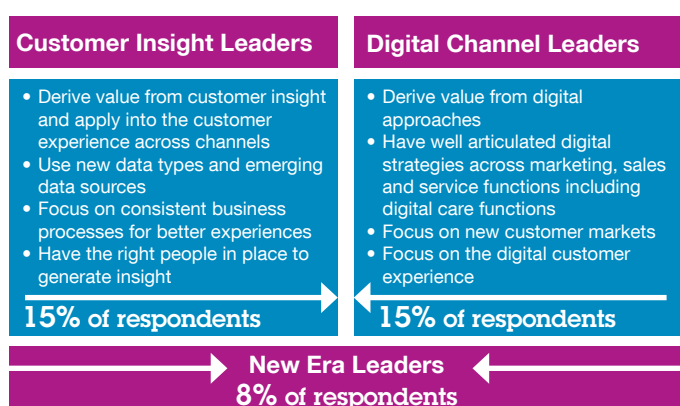 Customer Insight Leaders
• Derive value from customer insight
and apply into the customer
experience across channels
• Use new data types and emerging
data sources
• Focus on consistent business
processes for better experiences
• Have the right people in place to
generate insight
15% of respondents
Digital Channel Leaders
• Derive value from digital
approaches
• Have well articulated digital
strategies across marketing, sales
and service functions including
digital care functions
• Focus on new customer markets
• Focus on the digital customer
experience
15% of respondents
New Era Leaders
8% of respondents